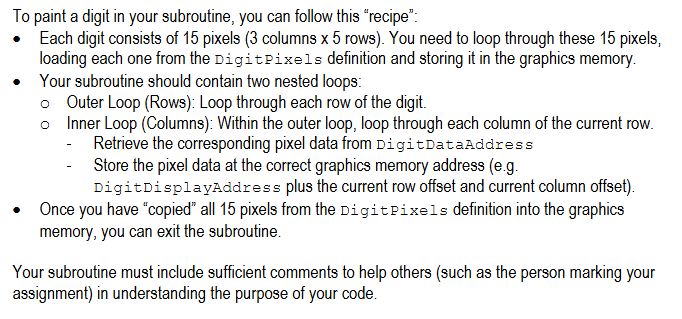 To paint a digit in your subroutine, you can follow this “recipe”:
• Each digit consists of 15 pixels (3 columns x 5 rows). You need to loop through these 15 pixels,
loading each one from the DigitPixels definition and storing it in the graphics memory.
• Your subroutine should contain two nested loops:
o Outer Loop (Rows): Loop through each row of the digit.
o Inner Loop (Columns): Within the outer loop, loop through each column of the current row.
- Retrieve the corresponding pixel data from DigitDataAddress
- Store the pixel data at the correct graphics memory address (e.g.
DigitDisplayAddress plus the current row offset and current column offset).
• Once you have “copied” all 15 pixels from the DigitPixels definition into the graphics
memory, you can exit the subroutine.
Your subroutine must include sufficient comments to help others (such as the person marking your
assignment) in understanding the purpose of your code.